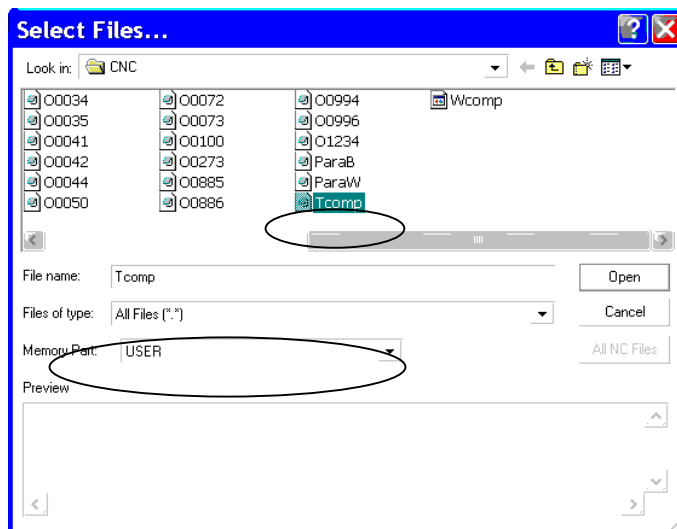 Select Files...
Look in: CNC
O0034 O0072 O0994 Wcomp
O0035 O0073 O0996
O0041 O0100 O1234
O0042 O0273 ParaB
O0044 O0885 ParaW
O0050 O0886 Tcomp
File name: Tcomp Open
Files of type: All Files (*.*) Cancel
Memory Part: USER All NC Files
Preview